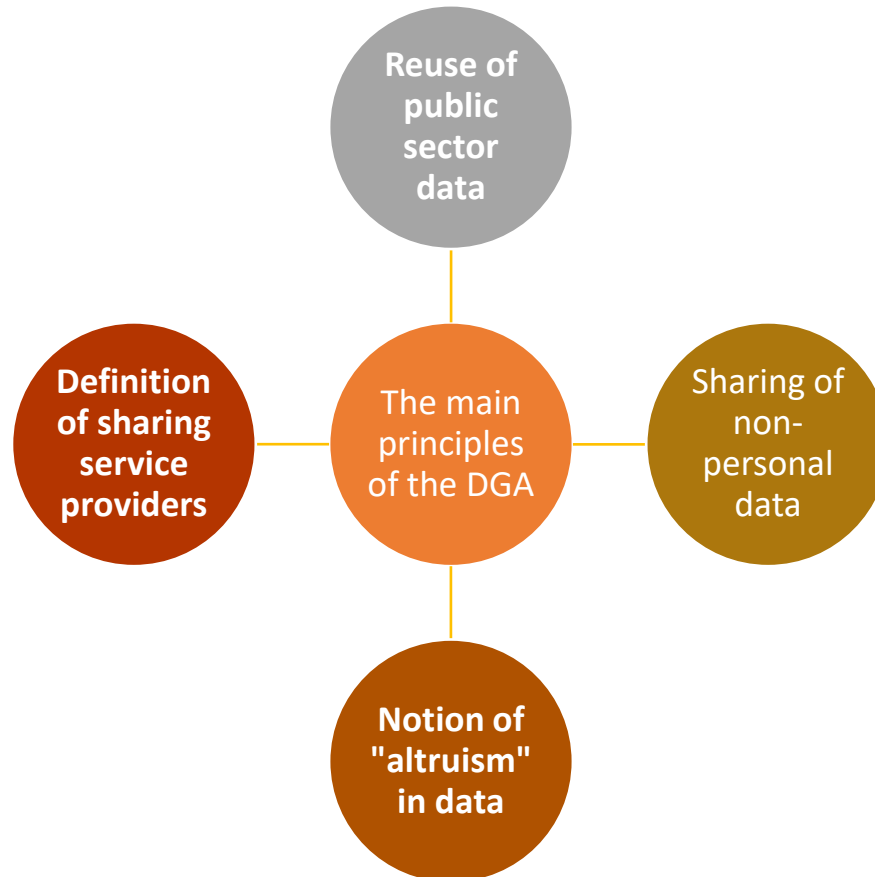 Reuse of
public
sector
data
Definition
of sharing
service
providers
The main
principles
of the DGA
Sharing of
non-
personal
data
Notion of
"altruism"
in data